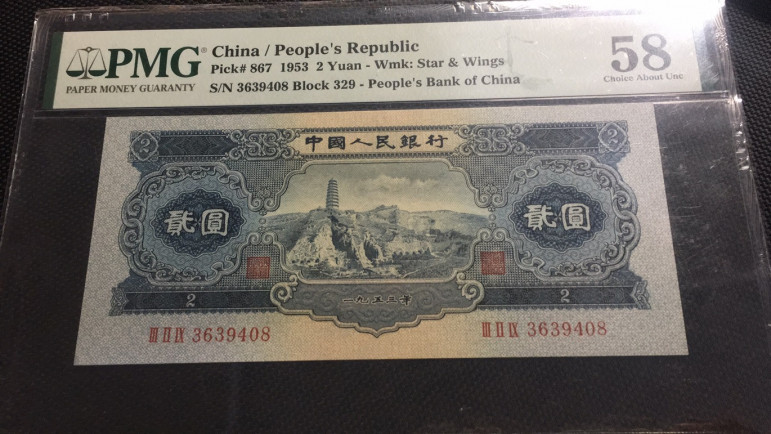 PMG
PAPER MONEY GUARANTY
China / People's Republic
Pick# 867 1953 2 Yuan - Wmk: Star & Wings
S/N 3639408 Block 329 - People's Bank of China
58
Choice About Unc
2 中國人民銀行 2
貳圓 貳圓
2 一九五三年 2
III II IX 3639408 III II IX 3639408